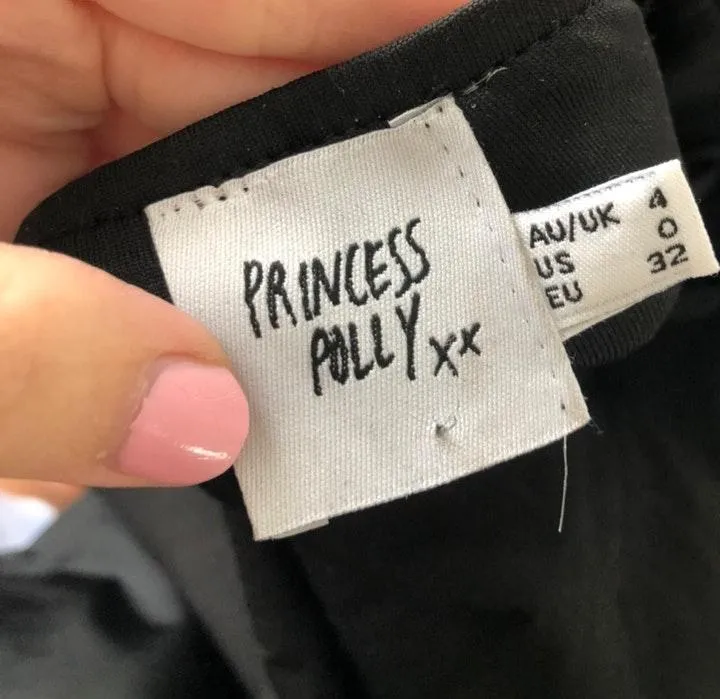 PRINCESS
POLLY xx
AU/UK 4
US 0
EU 32